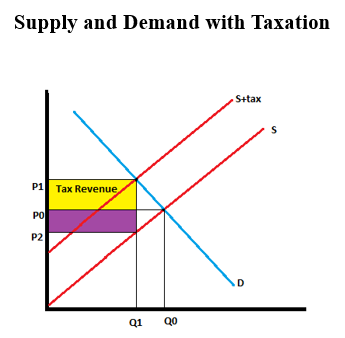 Supply and Demand with Taxation
S+tax
S
P1
Tax Revenue
P0
P2
D
Q1
Q0